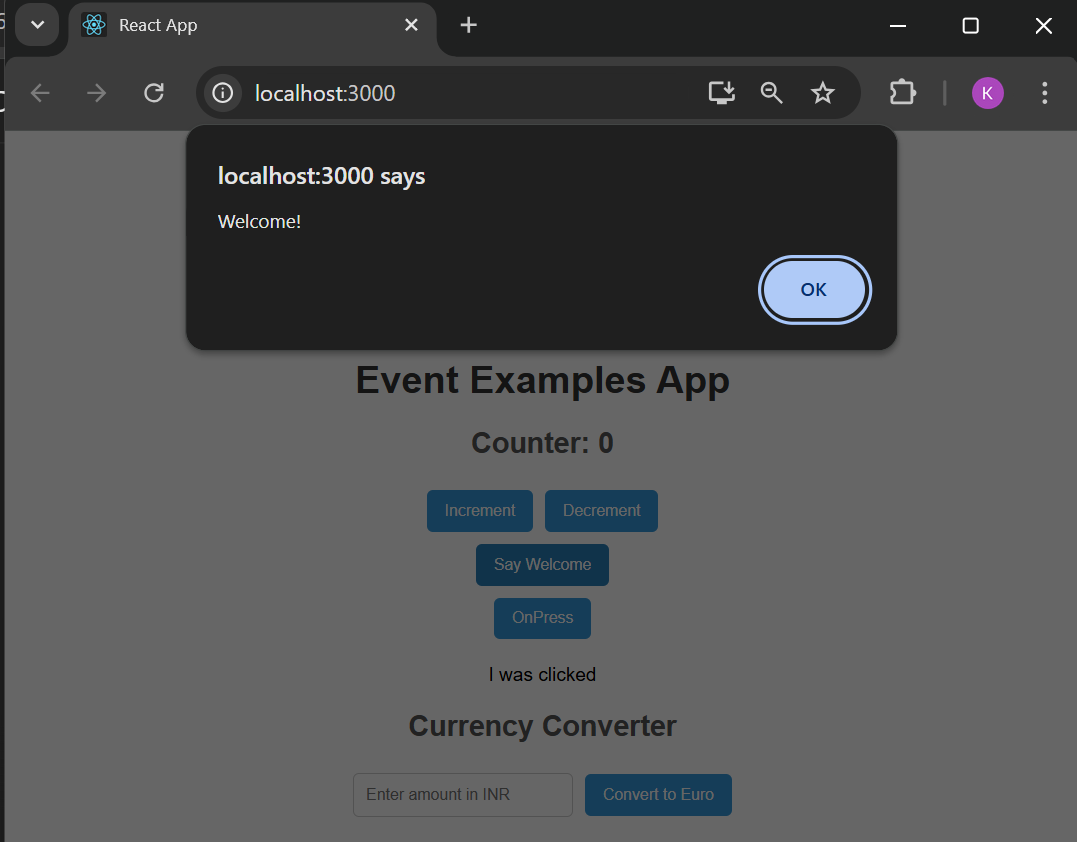 React App
localhost:3000
K
localhost:3000 says
Welcome!
OK
Event Examples App
Counter: 0
Increment Decrement
Say Welcome
OnPress
I was clicked
Currency Converter
Enter amount in INR Convert to Euro